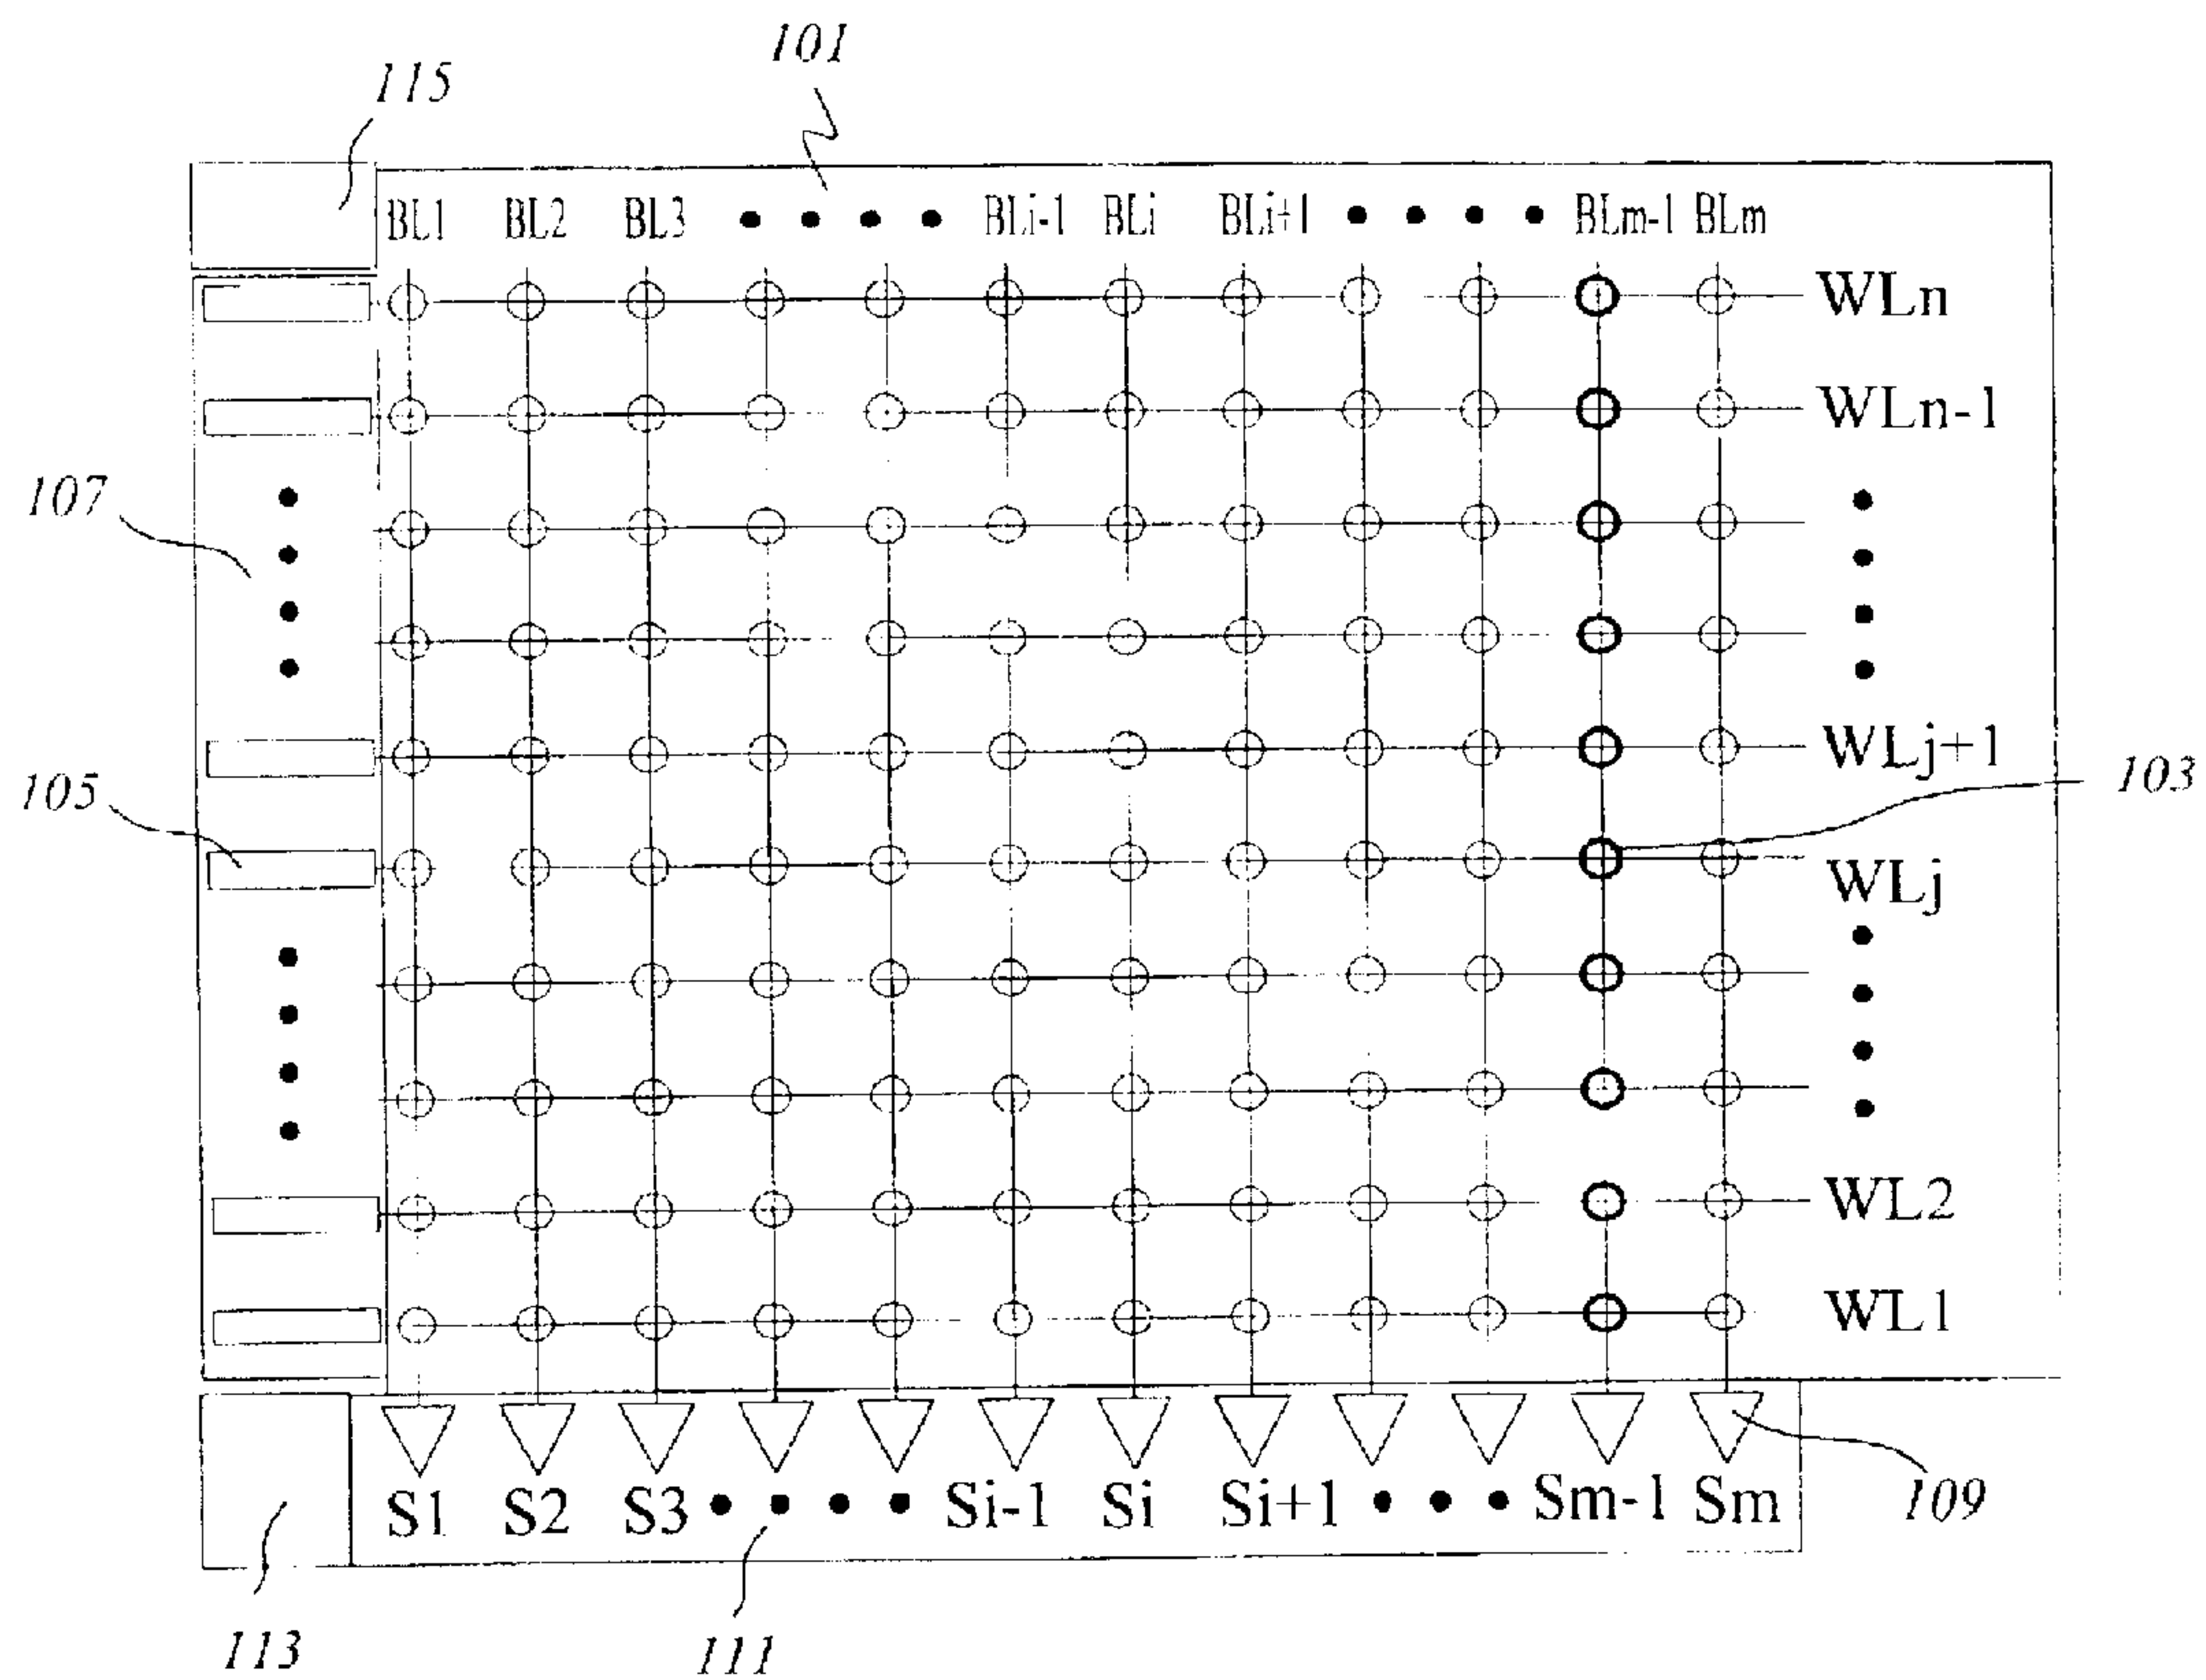 101
115
BL1 BL2 BL3 • • • • BLi-1 BLi BLi+1 • • • • BLm-1 BLm
WLn
WLn-1
107
WLj+1
103
105
WLj
WL2
WL1
S1 S2 S3 • • • • Si-1 Si Si+1 • • • Sm-1 Sm
109
113
111